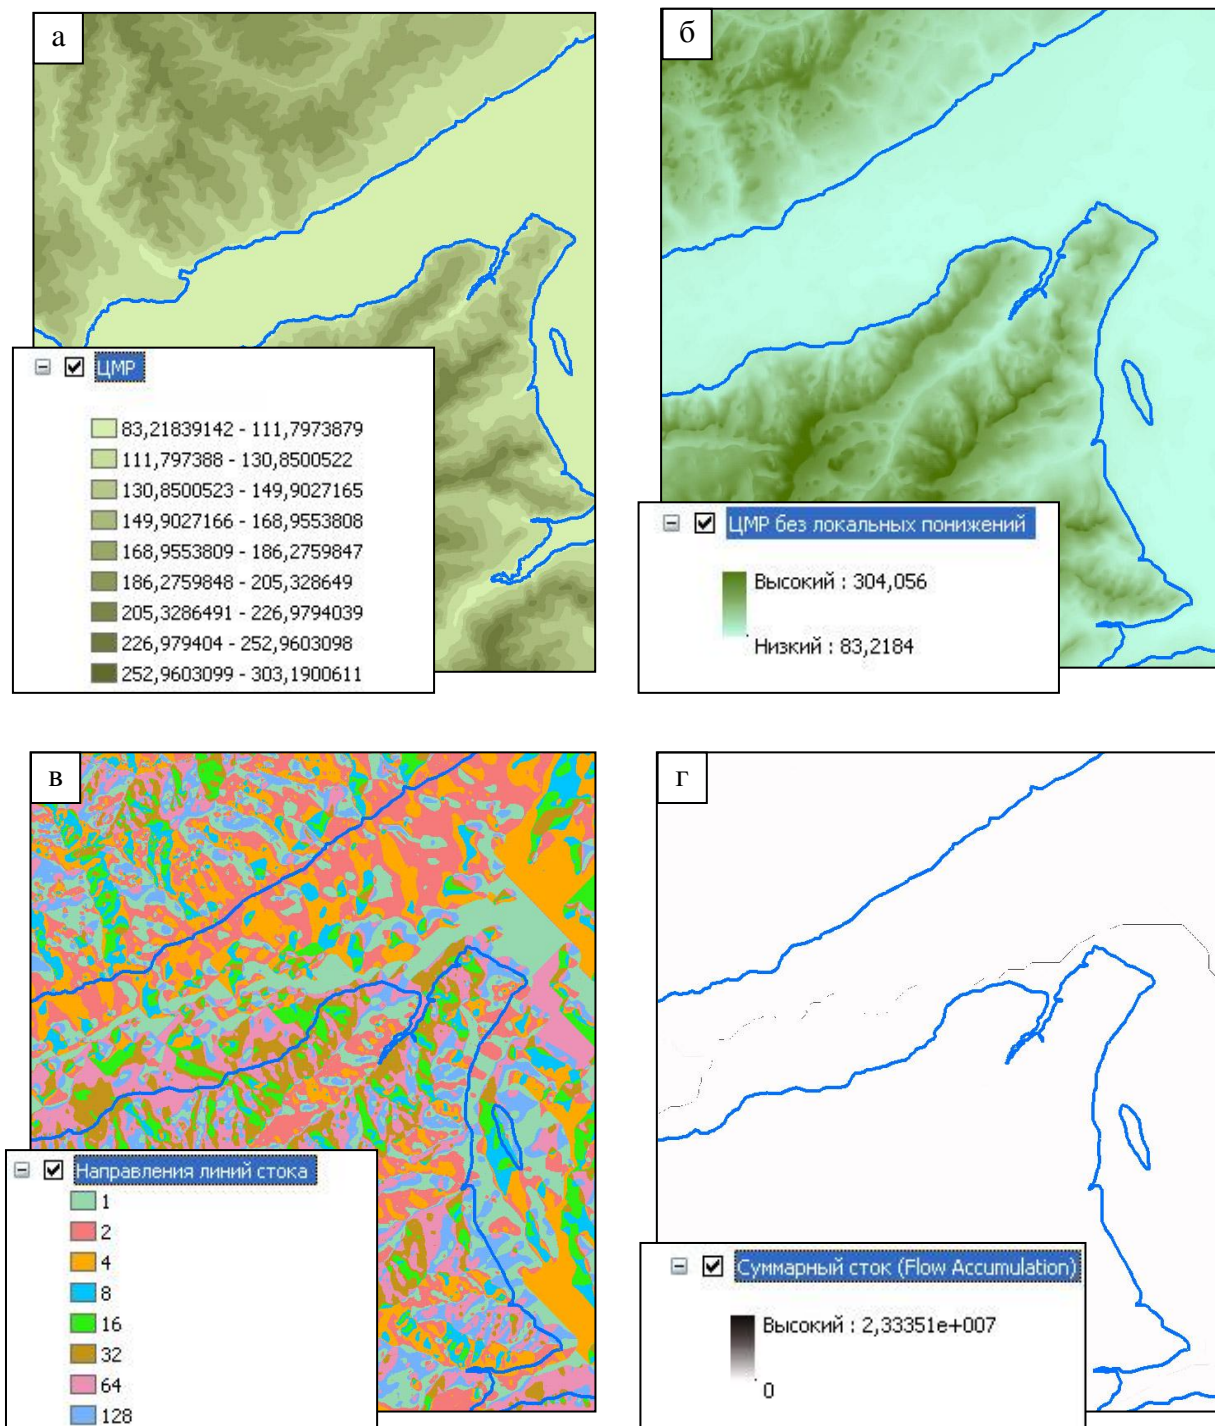 а
ЦМР
83,21839142 - 111,7973879
111,797388 - 130,8500522
130,8500523 - 149,9027165
149,9027166 - 168,9553808
168,9553809 - 186,2759847
186,2759848 - 205,328649
205,3286491 - 226,9794039
226,979404 - 252,9603098
252,9603099 - 303,1900611
б
ЦМР без локальных понижений
Высокий : 304,056
Низкий : 83,2184
в
Направления линий стока
1
2
4
8
16
32
64
128
г
Суммарный сток (Flow Accumulation)
Высокий : 2,33351e+007
0